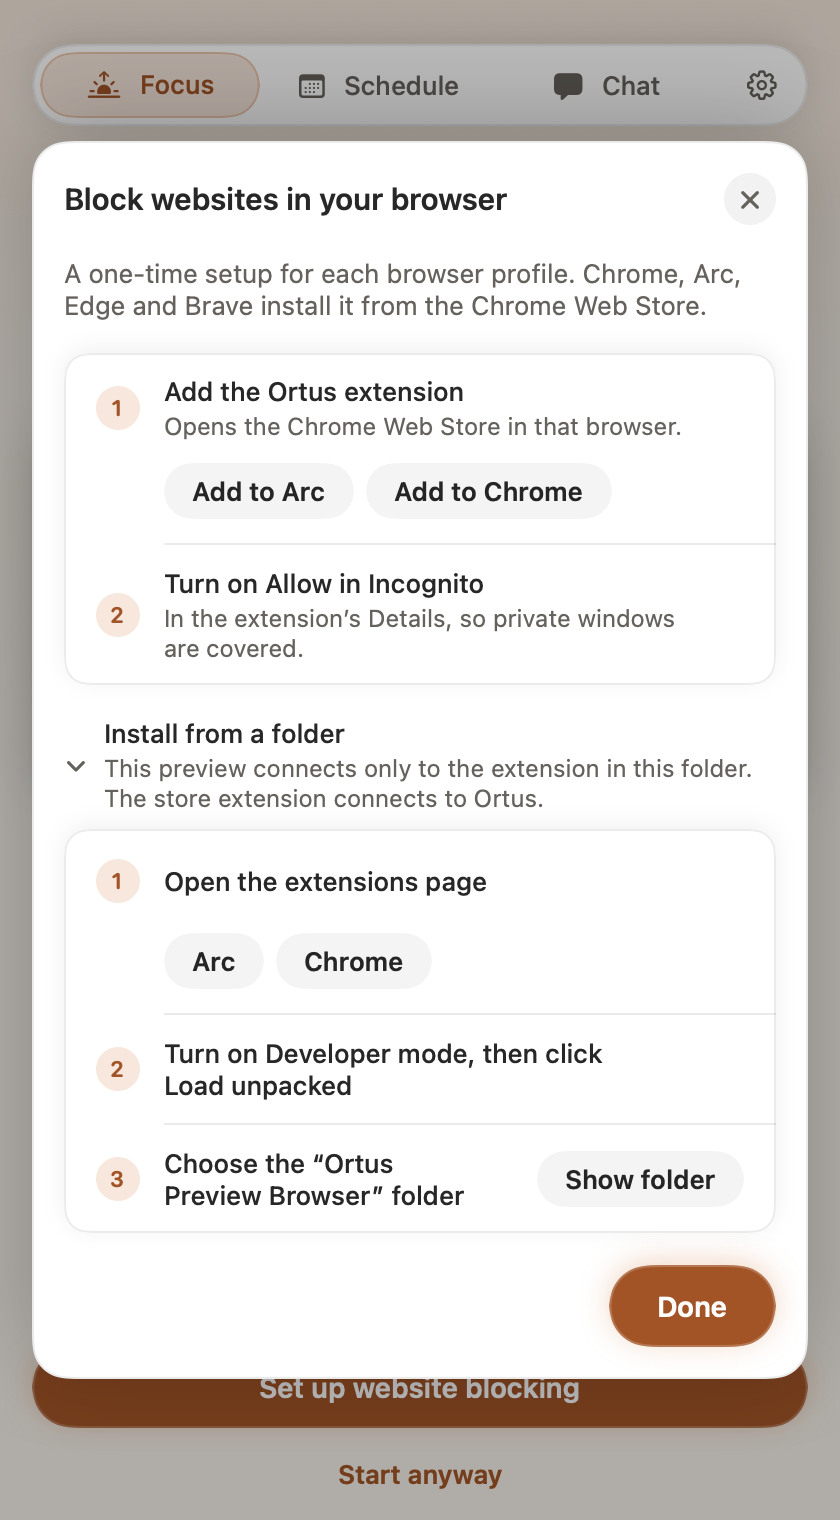 Focus
Schedule
Chat
Block websites in your browser
A one-time setup for each browser profile. Chrome, Arc,
Edge and Brave install it from the Chrome Web Store.
1
Add the Ortus extension
Opens the Chrome Web Store in that browser.
Add to Arc
Add to Chrome
2
Turn on Allow in Incognito
In the extension’s Details, so private windows
are covered.
Install from a folder
This preview connects only to the extension in this folder.
The store extension connects to Ortus.
1
Open the extensions page
Arc
Chrome
2
Turn on Developer mode, then click
Load unpacked
3
Choose the “Ortus
Preview Browser” folder
Show folder
Done
Set up website blocking
Start anyway